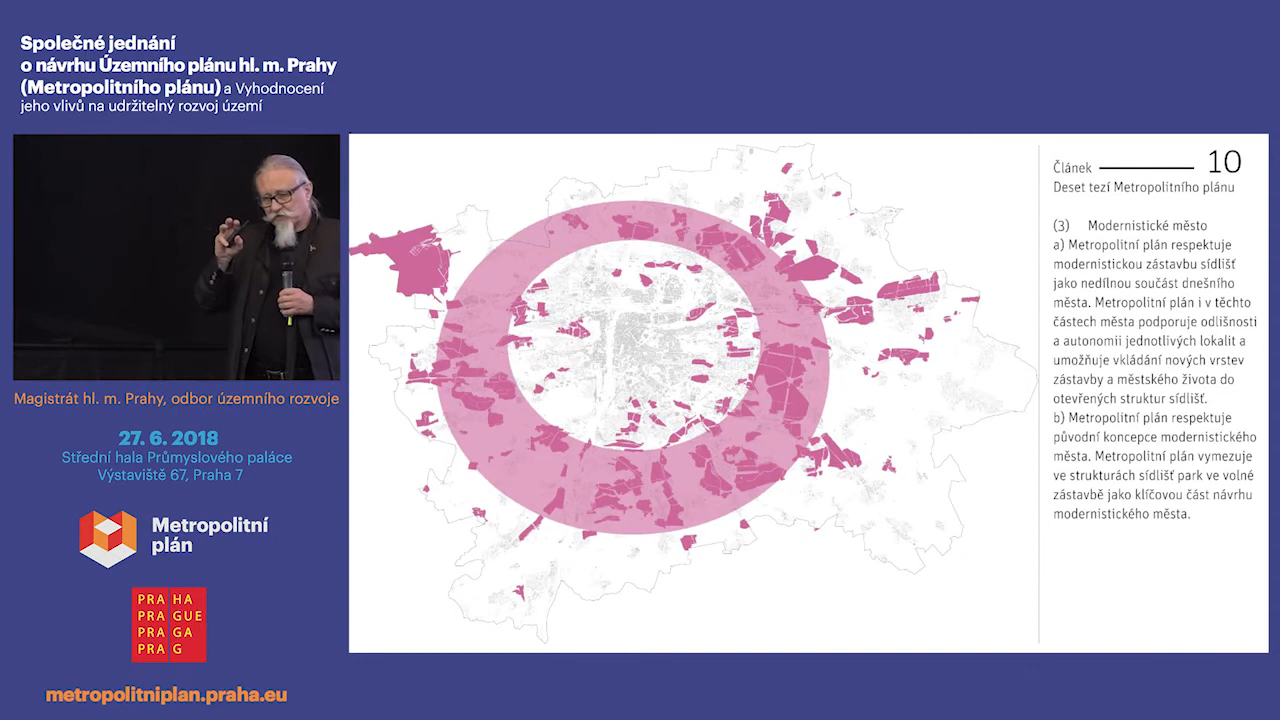 Společné jednání
o návrhu Územního plánu hl. m. Prahy
(Metropolitního plánu) a Vyhodnocení
jeho vlivů na udržitelný rozvoj území
Magistrát hl. m. Prahy, odbor územního rozvoje
27. 6. 2018
Střední hala Průmyslového paláce
Výstaviště 67, Praha 7
Metropolitní
plán
PRA HA
PRA GUE
PRA GA
PRA G
metropolitniplan.praha.eu
Článek 10
Deset tezí Metropolitního plánu
(3) Modernistické město
a) Metropolitní plán respektuje
modernistickou zástavbu sídlišť
jako nedílnou součást dnešního
města. Metropolitní plán i v těchto
částech města podporuje odlišnosti
a autonomii jednotlivých lokalit a
umožňuje vkládání nových vrstev
zástavby a městského života do
otevřených struktur sídlišť.
b) Metropolitní plán respektuje
původní koncepce modernistického
města. Metropolitní plán vymezuje
ve strukturách sídlišť park ve volné
zástavbě jako klíčovou část návrhu
modernistického města.